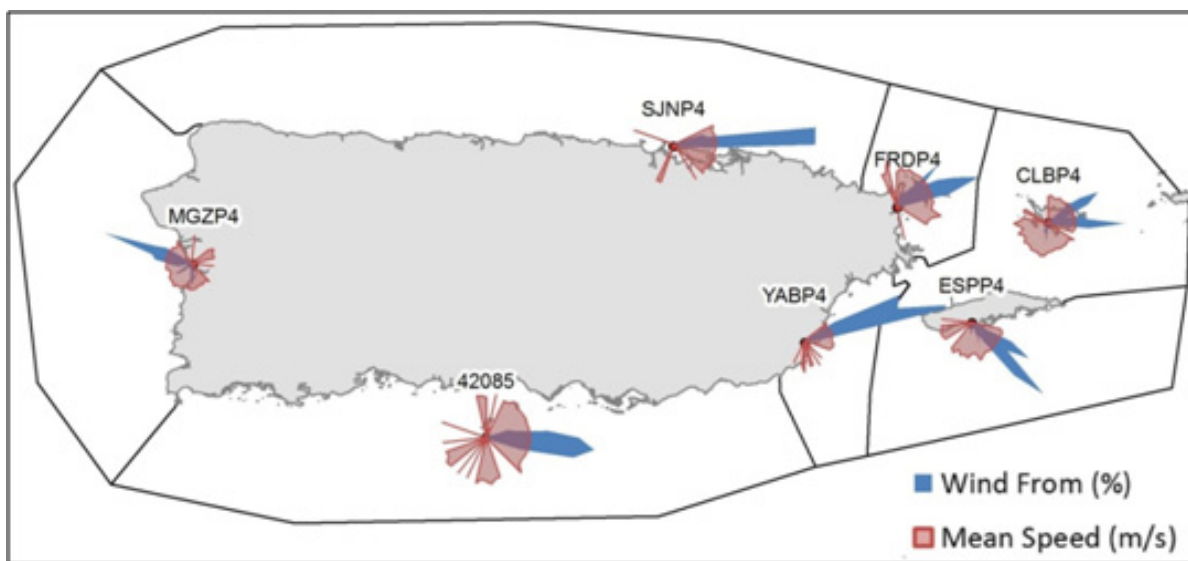 SJNP4
FRDP4
CLBP4
MGZP4
YABP4
ESPP4
42085
Wind From (%)
Mean Speed (m/s)